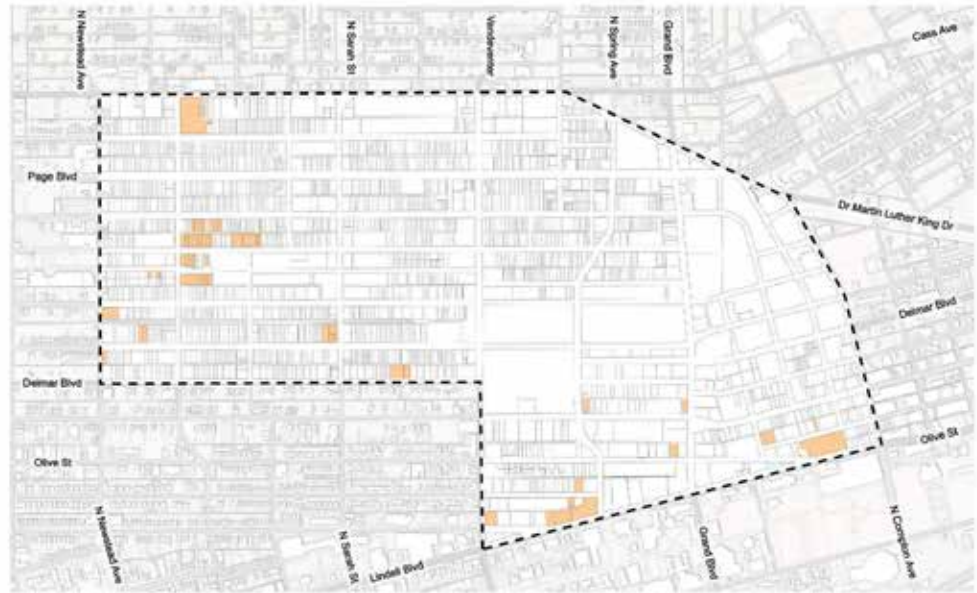 N Newstead Ave
N Sarah St
Vandeventer
N Spring Ave
Grand Blvd
Cass Ave
Page Blvd
Dr Martin Luther King Dr
Delmar Blvd
Delmar Blvd
Olive St
Olive St
N Newstead Ave
N Sarah St
Lindell Blvd
Grand Blvd
N Compton Ave